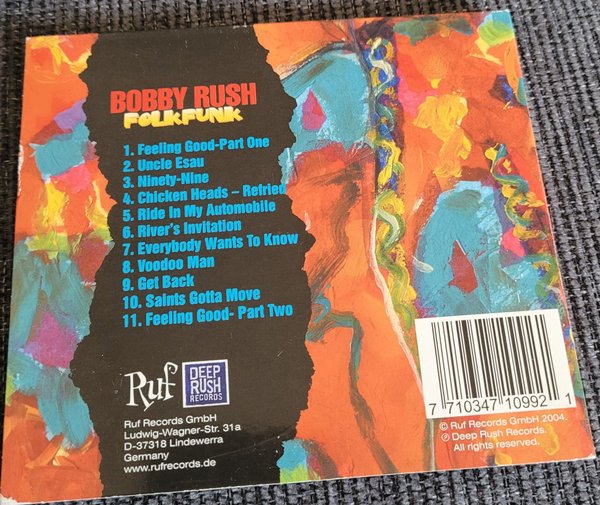 BOBBY RUSH
FOLKFUNK
1. Feeling Good-Part One
2. Uncle Esau
3. Ninety-Nine
4. Chicken Heads – Refried
5. Ride In My Automobile
6. River's Invitation
7. Everybody Wants To Know
8. Voodoo Man
9. Get Back
10. Saints Gotta Move
11. Feeling Good- Part Two
Ruf
DEEP
RUSH
RECORDS
Ruf Records GmbH
Ludwig-Wagner-Str. 31a
D-37318 Lindewerra
Germany
www.rufrecords.de
7 710347 10992 1
© Ruf Records GmbH 2004.
℗ Deep Rush Records.
All rights reserved.